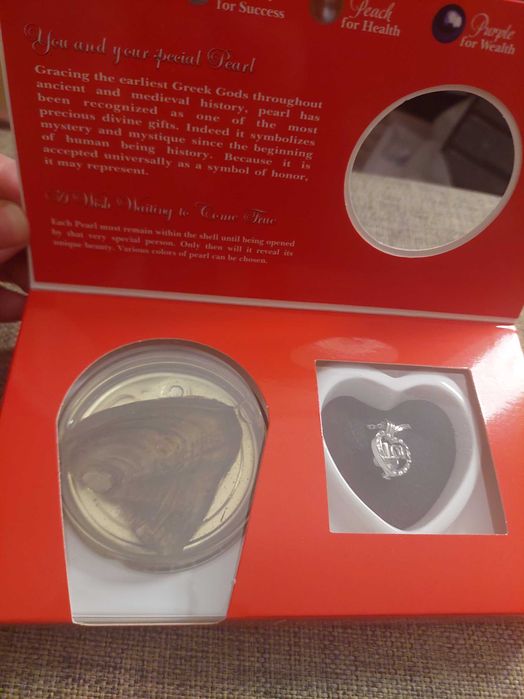 for Success
Peach
for Health
Purple
for Wealth
You and your special Pearl
Gracing the earliest Greek Gods throughout
ancient and medieval history, pearl has
been recognized as one of the most
precious divine gifts. Indeed it symbolizes
mystery and mystique since the beginning
of human being history. Because it is
accepted universally as a symbol of honor,
it may represent.
A Wish Waiting to Come True
Each Pearl must remain within the shell until being opened
by that very special person. Only then will it reveal its
unique beauty. Various colors of pearl can be chosen.